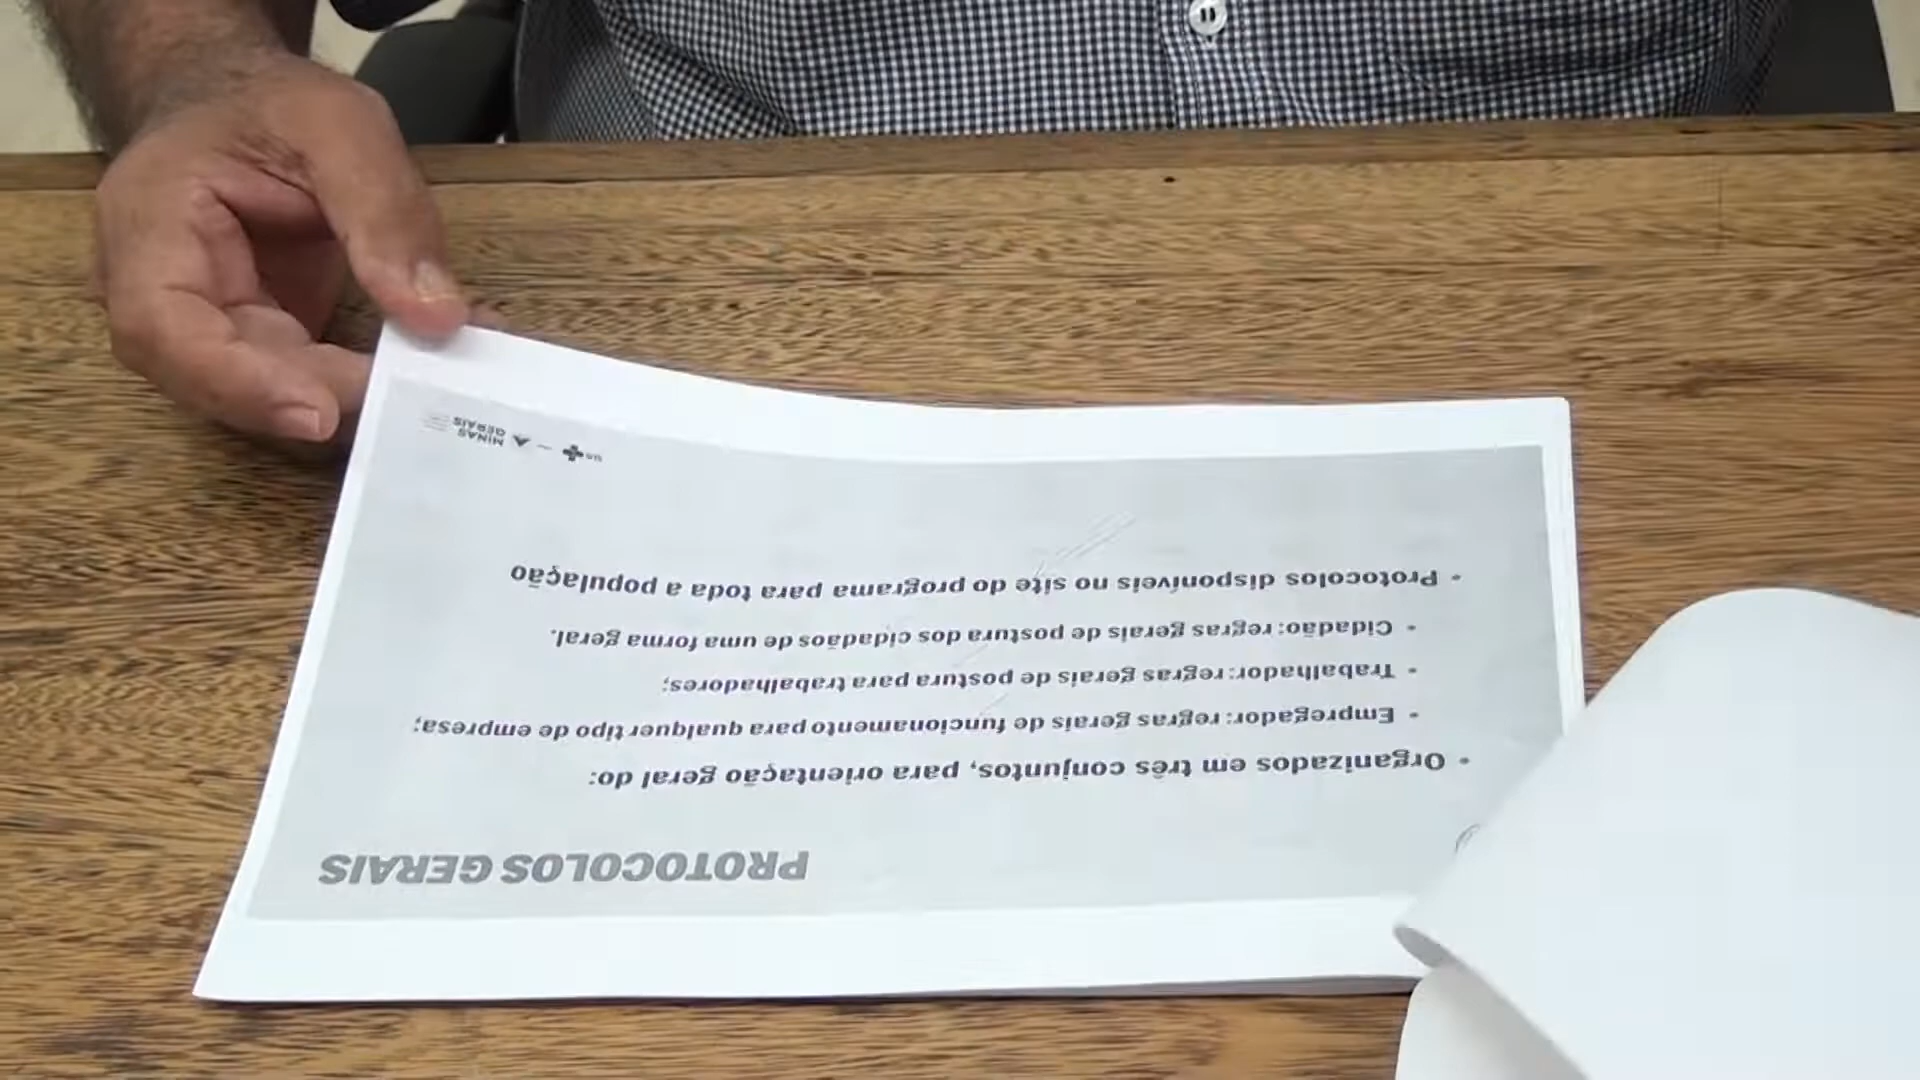 PROTOCOLOS GERAIS
• Organizados em três conjuntos, para orientação geral do:
• Empregador: regras gerais de funcionamento para qualquer tipo de empresa;
• Trabalhador: regras gerais de postura para trabalhadores;
• Cidadão: regras gerais de postura dos cidadãos de uma forma geral.
• Protocolos disponíveis no site do programa para toda a população
MINAS
GERAIS